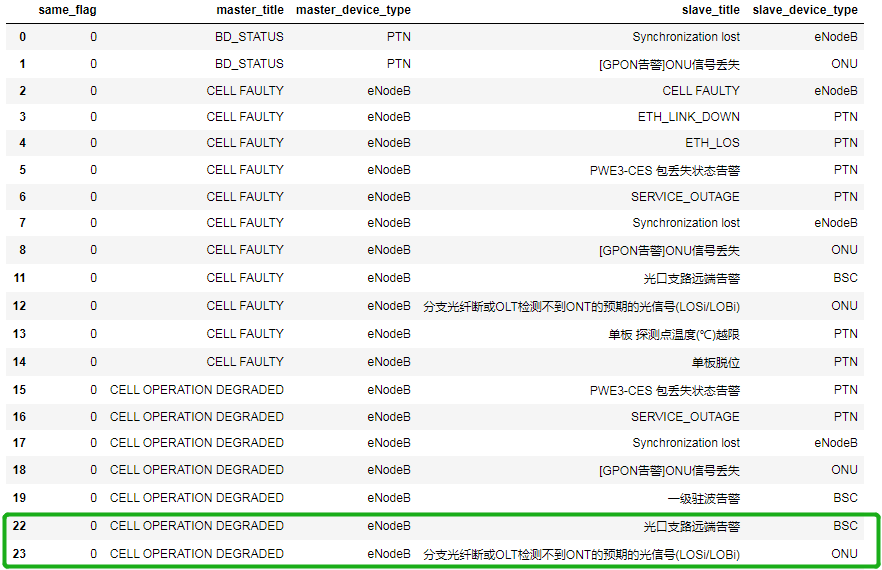 same_flag master_title master_device_type slave_title slave_device_type
0 0 BD_STATUS PTN Synchronization lost eNodeB
1 0 BD_STATUS PTN [GPON告警]ONU信号丢失 ONU
2 0 CELL FAULTY eNodeB CELL FAULTY eNodeB
3 0 CELL FAULTY eNodeB ETH_LINK_DOWN PTN
4 0 CELL FAULTY eNodeB ETH_LOS PTN
5 0 CELL FAULTY eNodeB PWE3-CES 包丢失状态告警 PTN
6 0 CELL FAULTY eNodeB SERVICE_OUTAGE PTN
7 0 CELL FAULTY eNodeB Synchronization lost eNodeB
8 0 CELL FAULTY eNodeB [GPON告警]ONU信号丢失 ONU
11 0 CELL FAULTY eNodeB 光口支路远端告警 BSC
12 0 CELL FAULTY eNodeB 分支光纤断或OLT检测不到ONT的预期的光信号(LOSi/LOBi) ONU
13 0 CELL FAULTY eNodeB 单板 探测点温度(℃)越限 PTN
14 0 CELL FAULTY eNodeB 单板脱位 PTN
15 0 CELL OPERATION DEGRADED eNodeB PWE3-CES 包丢失状态告警 PTN
16 0 CELL OPERATION DEGRADED eNodeB SERVICE_OUTAGE PTN
17 0 CELL OPERATION DEGRADED eNodeB Synchronization lost eNodeB
18 0 CELL OPERATION DEGRADED eNodeB [GPON告警]ONU信号丢失 ONU
19 0 CELL OPERATION DEGRADED eNodeB 一级驻波告警 BSC
22 0 CELL OPERATION DEGRADED eNodeB 光口支路远端告警 BSC
23 0 CELL OPERATION DEGRADED eNodeB 分支光纤断或OLT检测不到ONT的预期的光信号(LOSi/LOBi) ONU